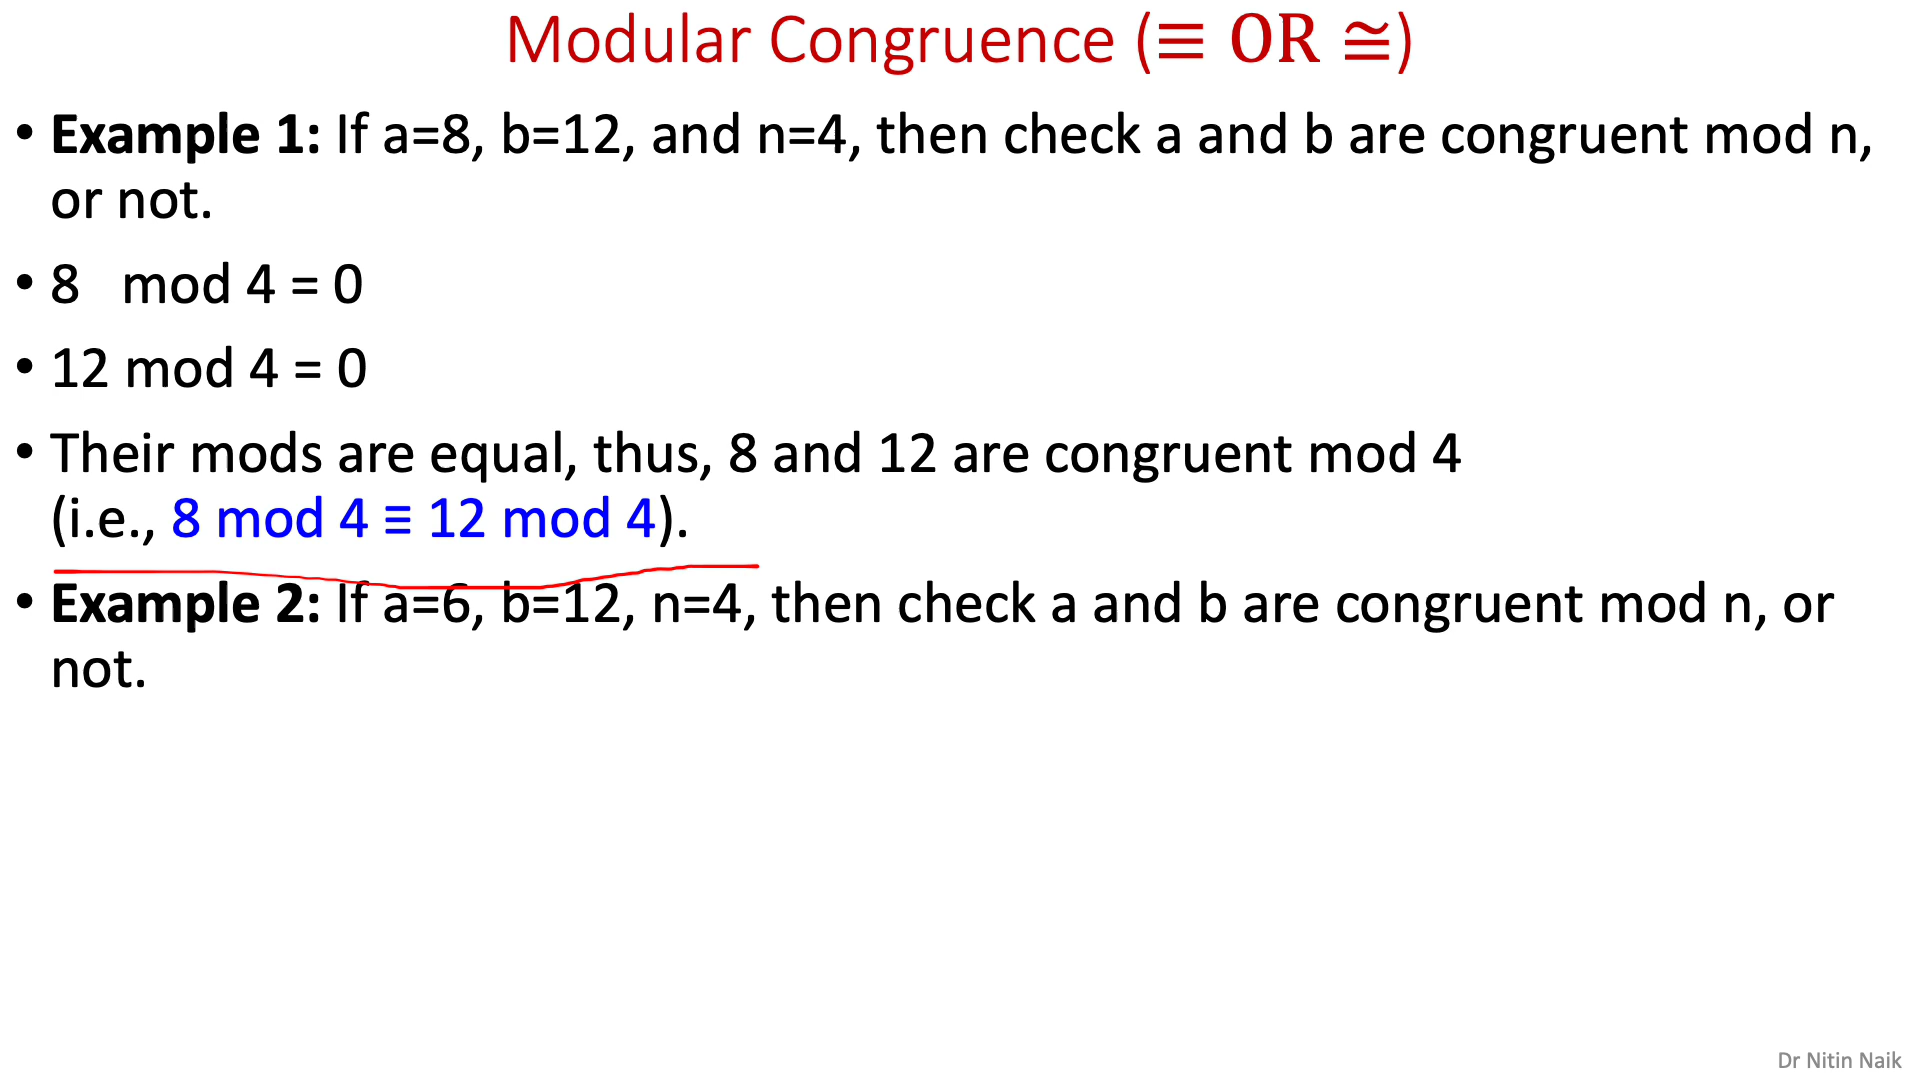 Modular Congruence (≡ OR ≅)
• Example 1: If a=8, b=12, and n=4, then check a and b are congruent mod n,
or not.
• 8 mod 4 = 0
• 12 mod 4 = 0
• Their mods are equal, thus, 8 and 12 are congruent mod 4
(i.e., 8 mod 4 ≡ 12 mod 4).
• Example 2: If a=6, b=12, n=4, then check a and b are congruent mod n, or
not.
Dr Nitin Naik